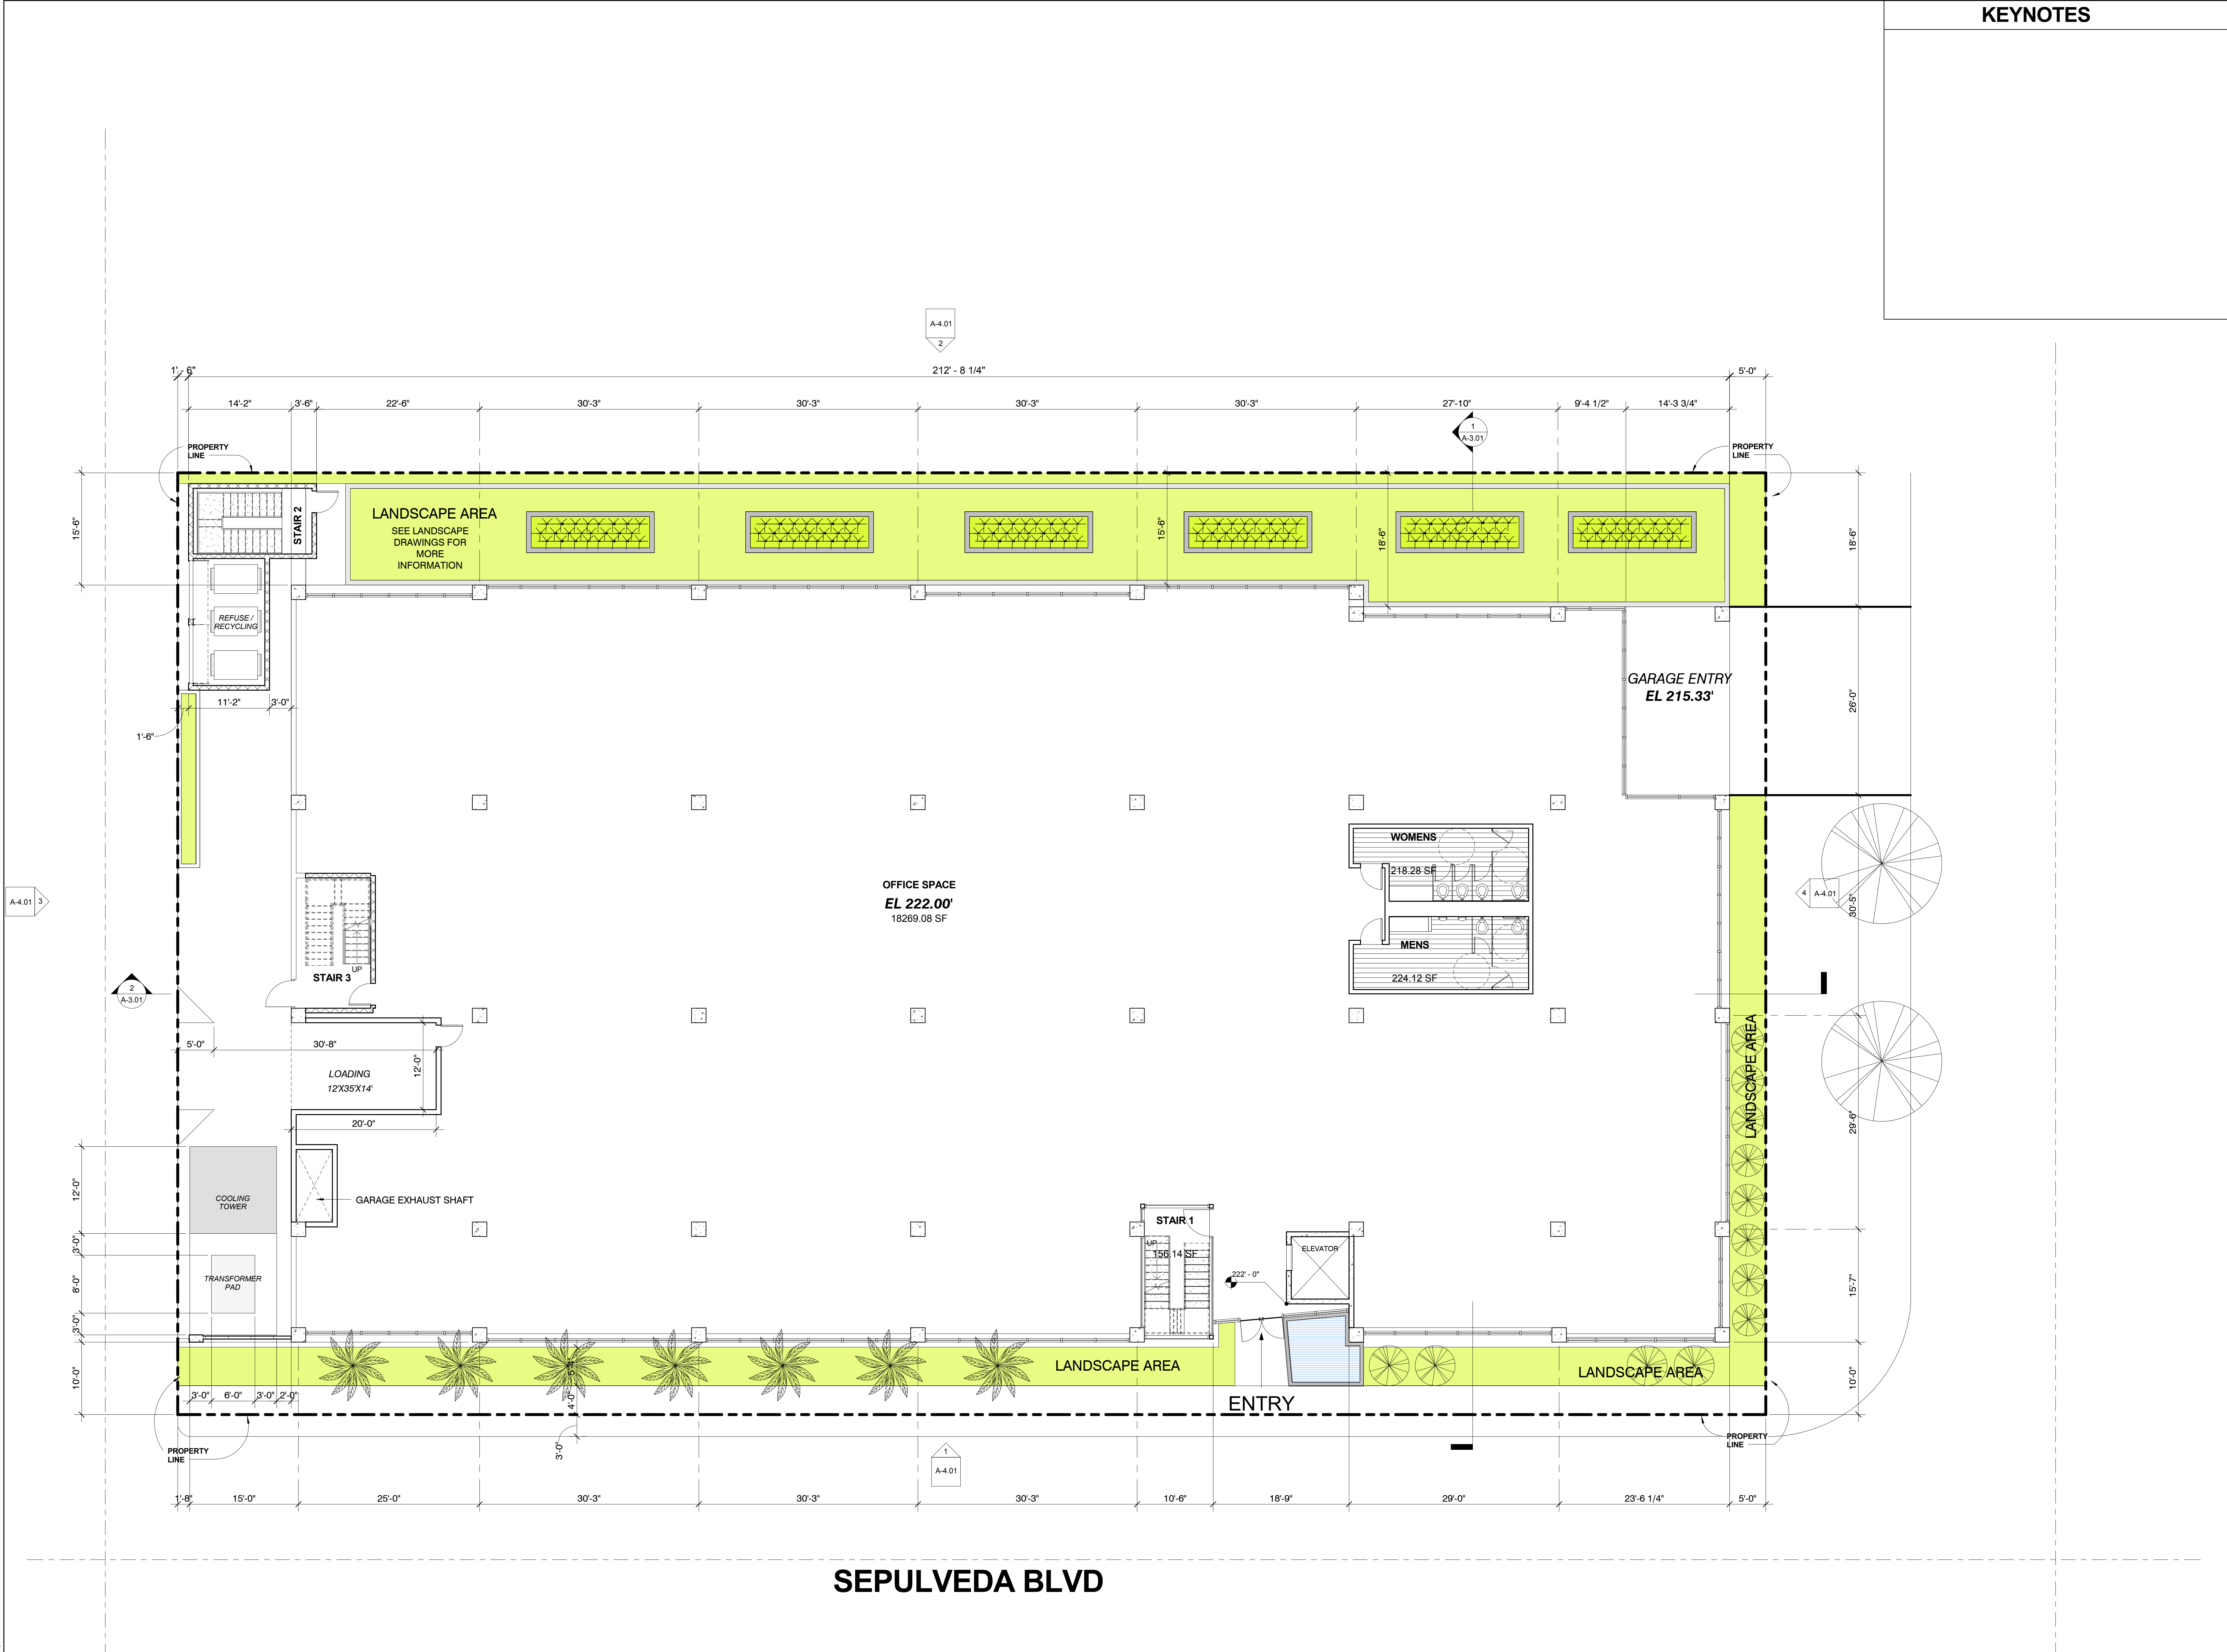 KEYNOTES
A-4.01
2
1' - 6"
212' - 8 1/4"
5'-0"
14'-2"
3'-6"
22'-6"
30'-3"
30'-3"
30'-3"
30'-3"
27'-10"
9'-4 1/2"
14'-3 3/4"
1
A-3.01
PROPERTY
LINE
PROPERTY
LINE
15'-6"
STAIR 2
LANDSCAPE AREA
SEE LANDSCAPE
DRAWINGS FOR
MORE
INFORMATION
15'-6"
18'-6"
18'-6"
REFUSE /
RECYCLING
GARAGE ENTRY
EL 215.33'
26'-0"
11'-2"
3'-0"
1'-6"
WOMENS
218.28 SF
OFFICE SPACE
EL 222.00'
18269.08 SF
A-4.01
3
4
A-4.01
30'-5"
MENS
224.12 SF
UP
STAIR 3
2
A-3.01
5'-0"
30'-8"
12'-0"
LOADING
12'X35'X14'
20'-0"
LANDSCAPE AREA
29'-6"
12'-0"
COOLING
TOWER
GARAGE EXHAUST SHAFT
STAIR 1
UP
156.14 SF
ELEVATOR
222' - 0"
3'-0"
8'-0"
TRANSFORMER
PAD
15'-7"
3'-0"
10'-0"
5'-4"
LANDSCAPE AREA
LANDSCAPE AREA
10'-0"
3'-0"
6'-0"
3'-0"
2'-0"
4'-0"
ENTRY
3'-0"
PROPERTY
LINE
PROPERTY
LINE
1
A-4.01
1'-8"
15'-0"
25'-0"
30'-3"
30'-3"
30'-3"
10'-6"
18'-9"
29'-0"
23'-6 1/4"
5'-0"
SEPULVEDA BLVD